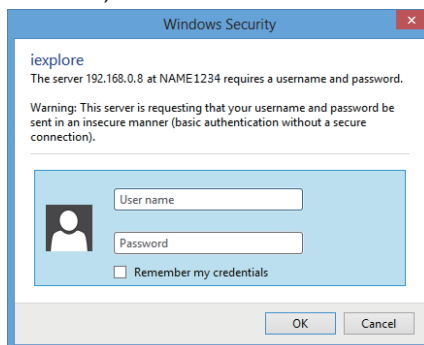 Windows Security
iexplore
The server 192.168.0.8 at NAME1234 requires a username and password.
Warning: This server is requesting that your username and password be
sent in an insecure manner (basic authentication without a secure
connection).
User name
Password
Remember my credentials
OK
Cancel